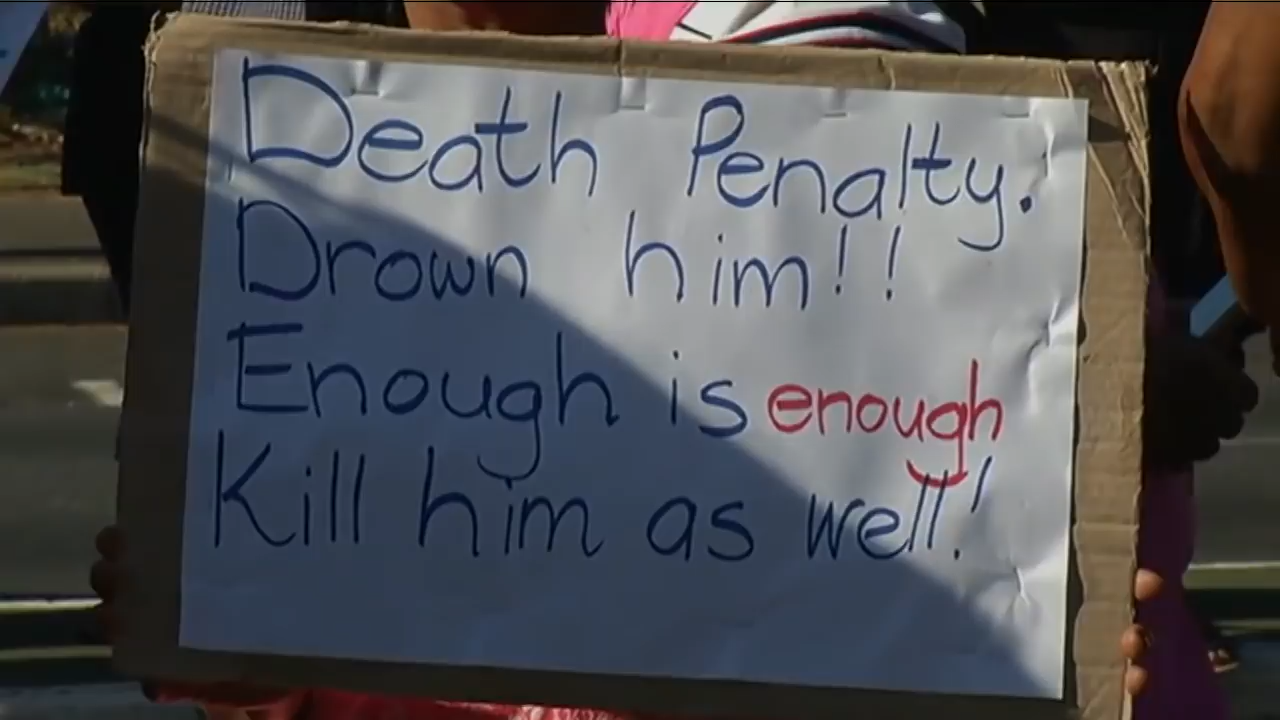 Death Penalty.
Drown him!!
Enough is enough
Kill him as well!